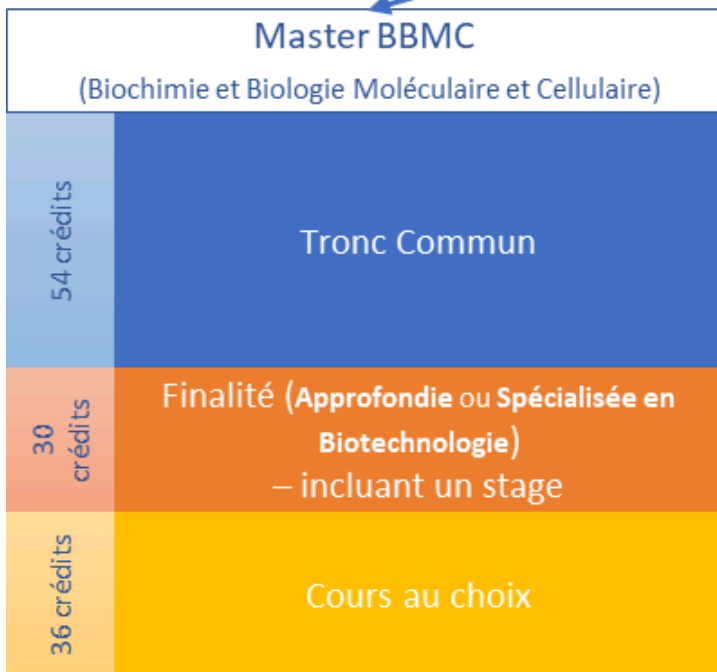 Master BBMC
(Biochimie et Biologie Moléculaire et Cellulaire)
54 crédits
Tronc Commun
30
crédits
Finalité (Approfondie ou Spécialisée en
Biotechnologie)
– incluant un stage
36 crédits
Cours au choix